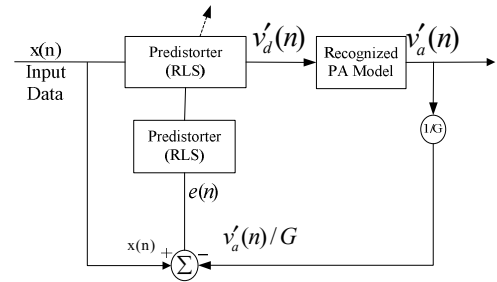 x(n)
Input
Data
Predistorter
(RLS)
v′d(n)
Recognized
PA Model
v′a(n)
1/G
Predistorter
(RLS)
e(n)
x(n)
+
Σ
−
v′a(n)/G